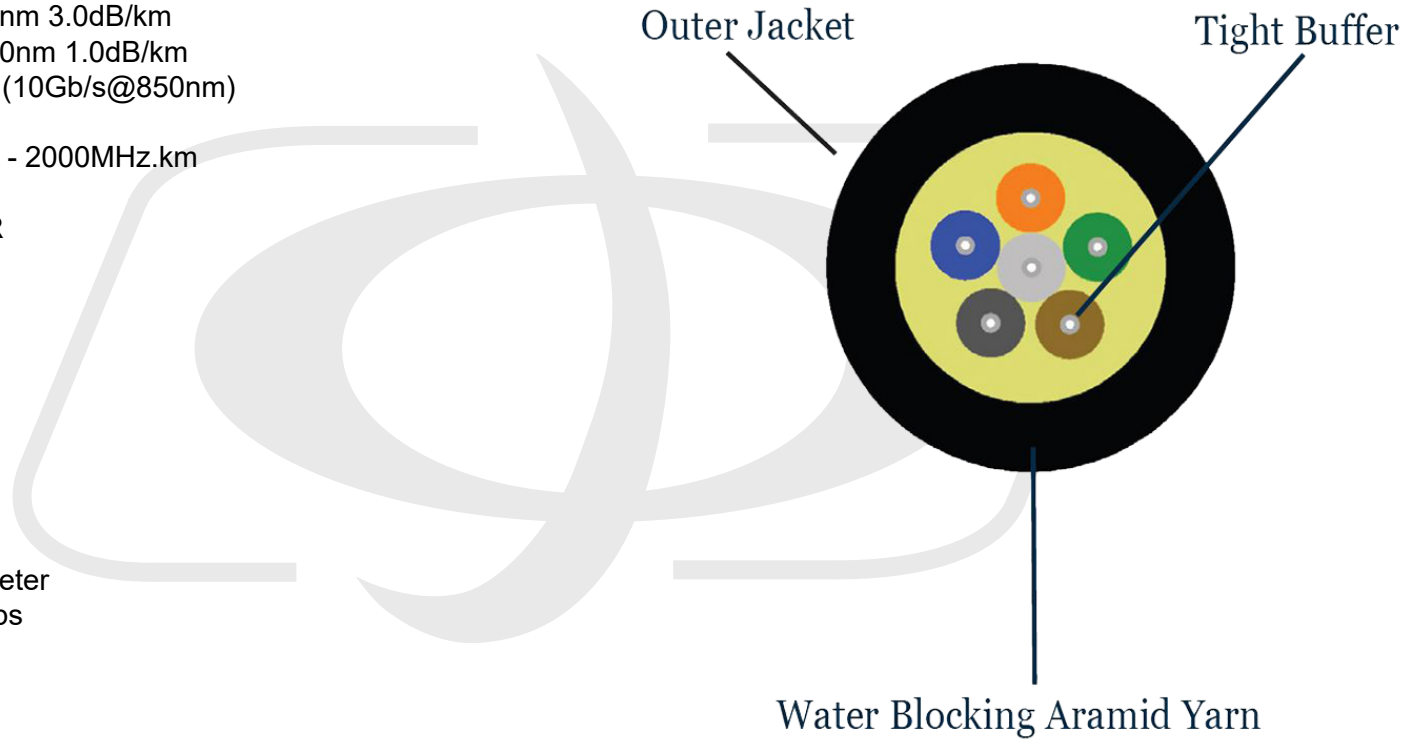 nm 3.0dB/km
0nm 1.0dB/km
(10Gb/s@850nm)
- 2000MHz.km
R
eter
os
Outer Jacket
Tight Buffer
Water Blocking Aramid Yarn